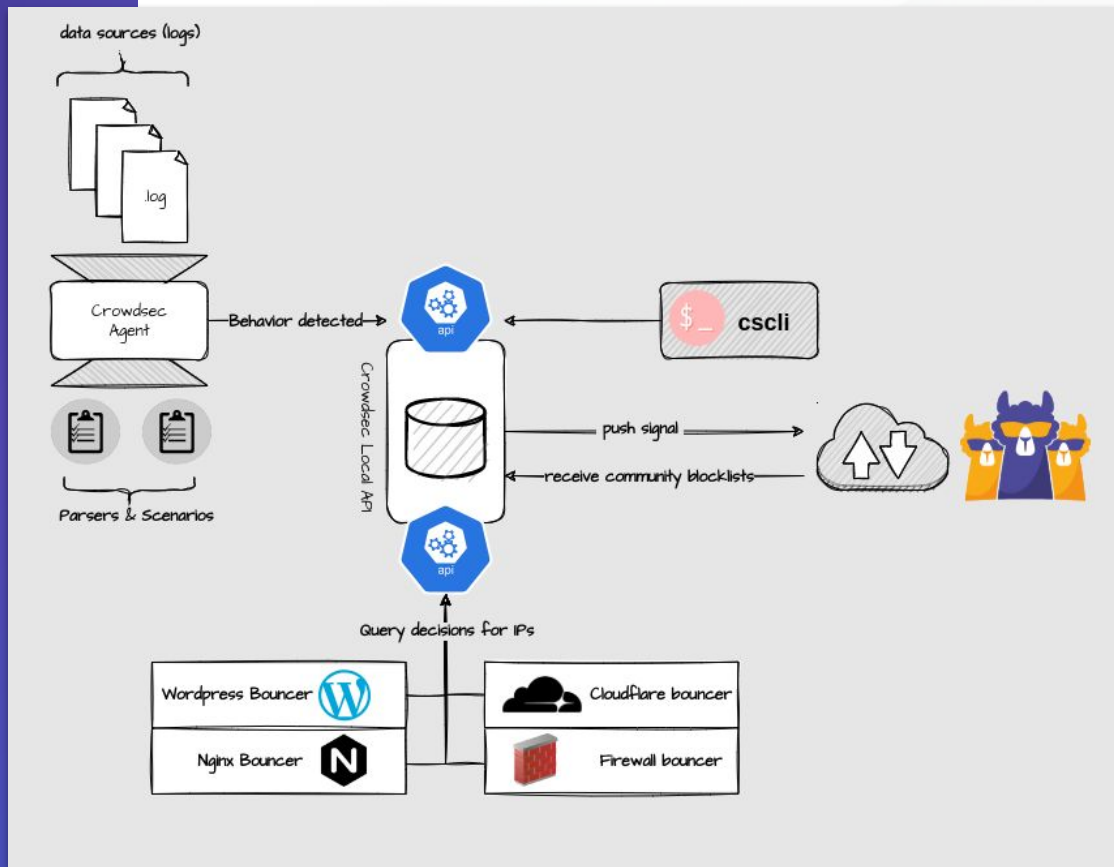 data sources (logs)
.log
Crowdsec
Agent
Behavior detected
api
$_
cscli
Crowdsec Local API
push signal
receive community blocklists
Parsers & Scenarios
api
Query decisions for IPs
Wordpress Bouncer
W
Cloudflare bouncer
Nginx Bouncer
N
Firewall bouncer